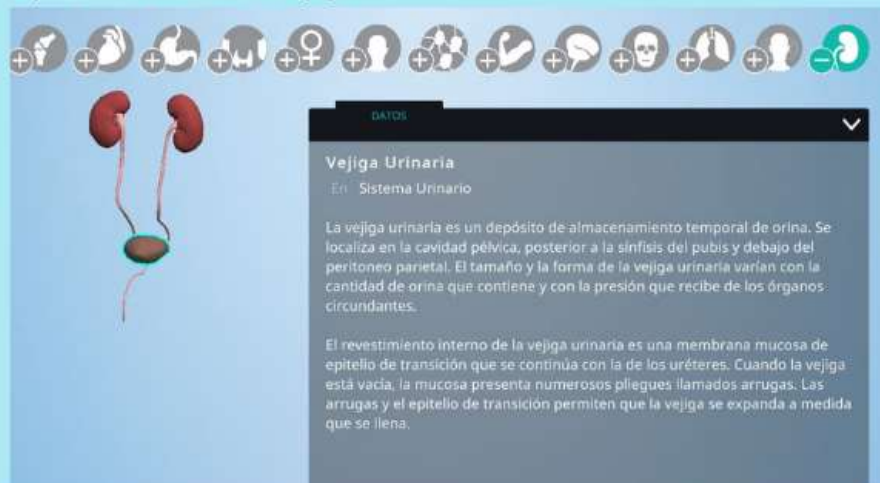 DATOS
Vejiga Urinaria
En Sistema Urinario
La vejiga urinaria es un depósito de almacenamiento temporal de orina. Se
localiza en la cavidad pélvica, posterior a la sínfisis del pubis y debajo del
peritoneo parietal. El tamaño y la forma de la vejiga urinaria varían con la
cantidad de orina que contiene y con la presión que recibe de los órganos
circundantes.
El revestimiento interno de la vejiga urinaria es una membrana mucosa de
epitelio de transición que se continúa con la de los uréteres. Cuando la vejiga
está vacía, la mucosa presenta numerosos pliegues llamados arrugas. Las
arrugas y el epitelio de transición permiten que la vejiga se expanda a medida
que se llena.